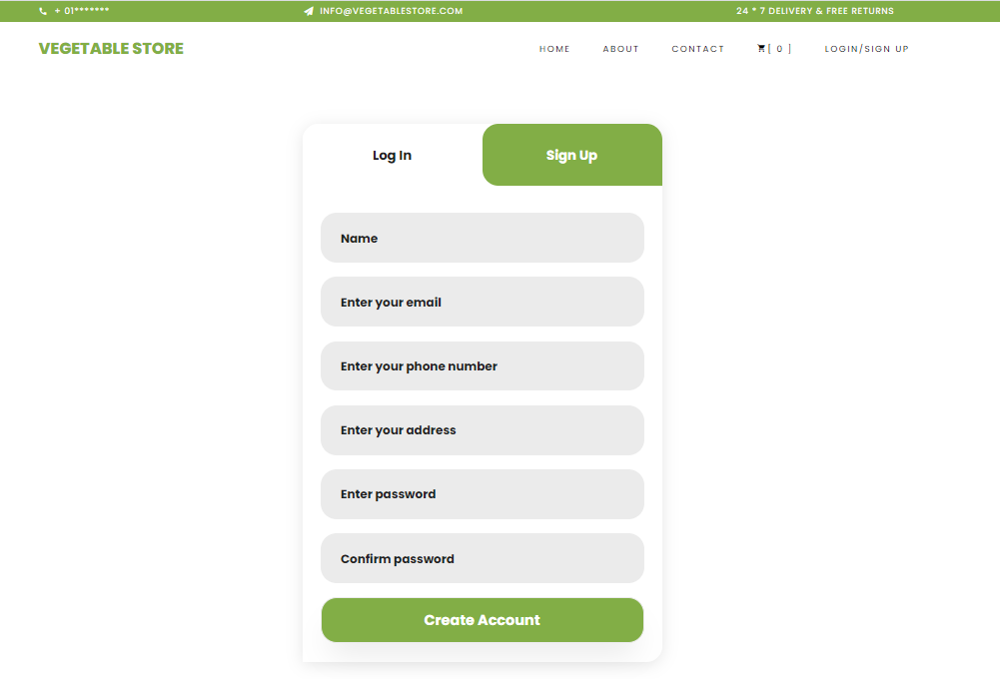 + 01******* INFO@VEGETABLESTORE.COM 24 * 7 DELIVERY & FREE RETURNS
VEGETABLE STORE HOME ABOUT CONTACT [ 0 ] LOGIN/SIGN UP
Log In Sign Up
Name
Enter your email
Enter your phone number
Enter your address
Enter password
Confirm password
Create Account